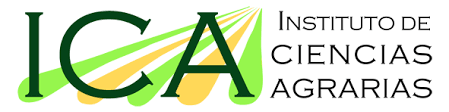 ICA
INSTITUTO DE
CIENCIAS
AGRARIAS